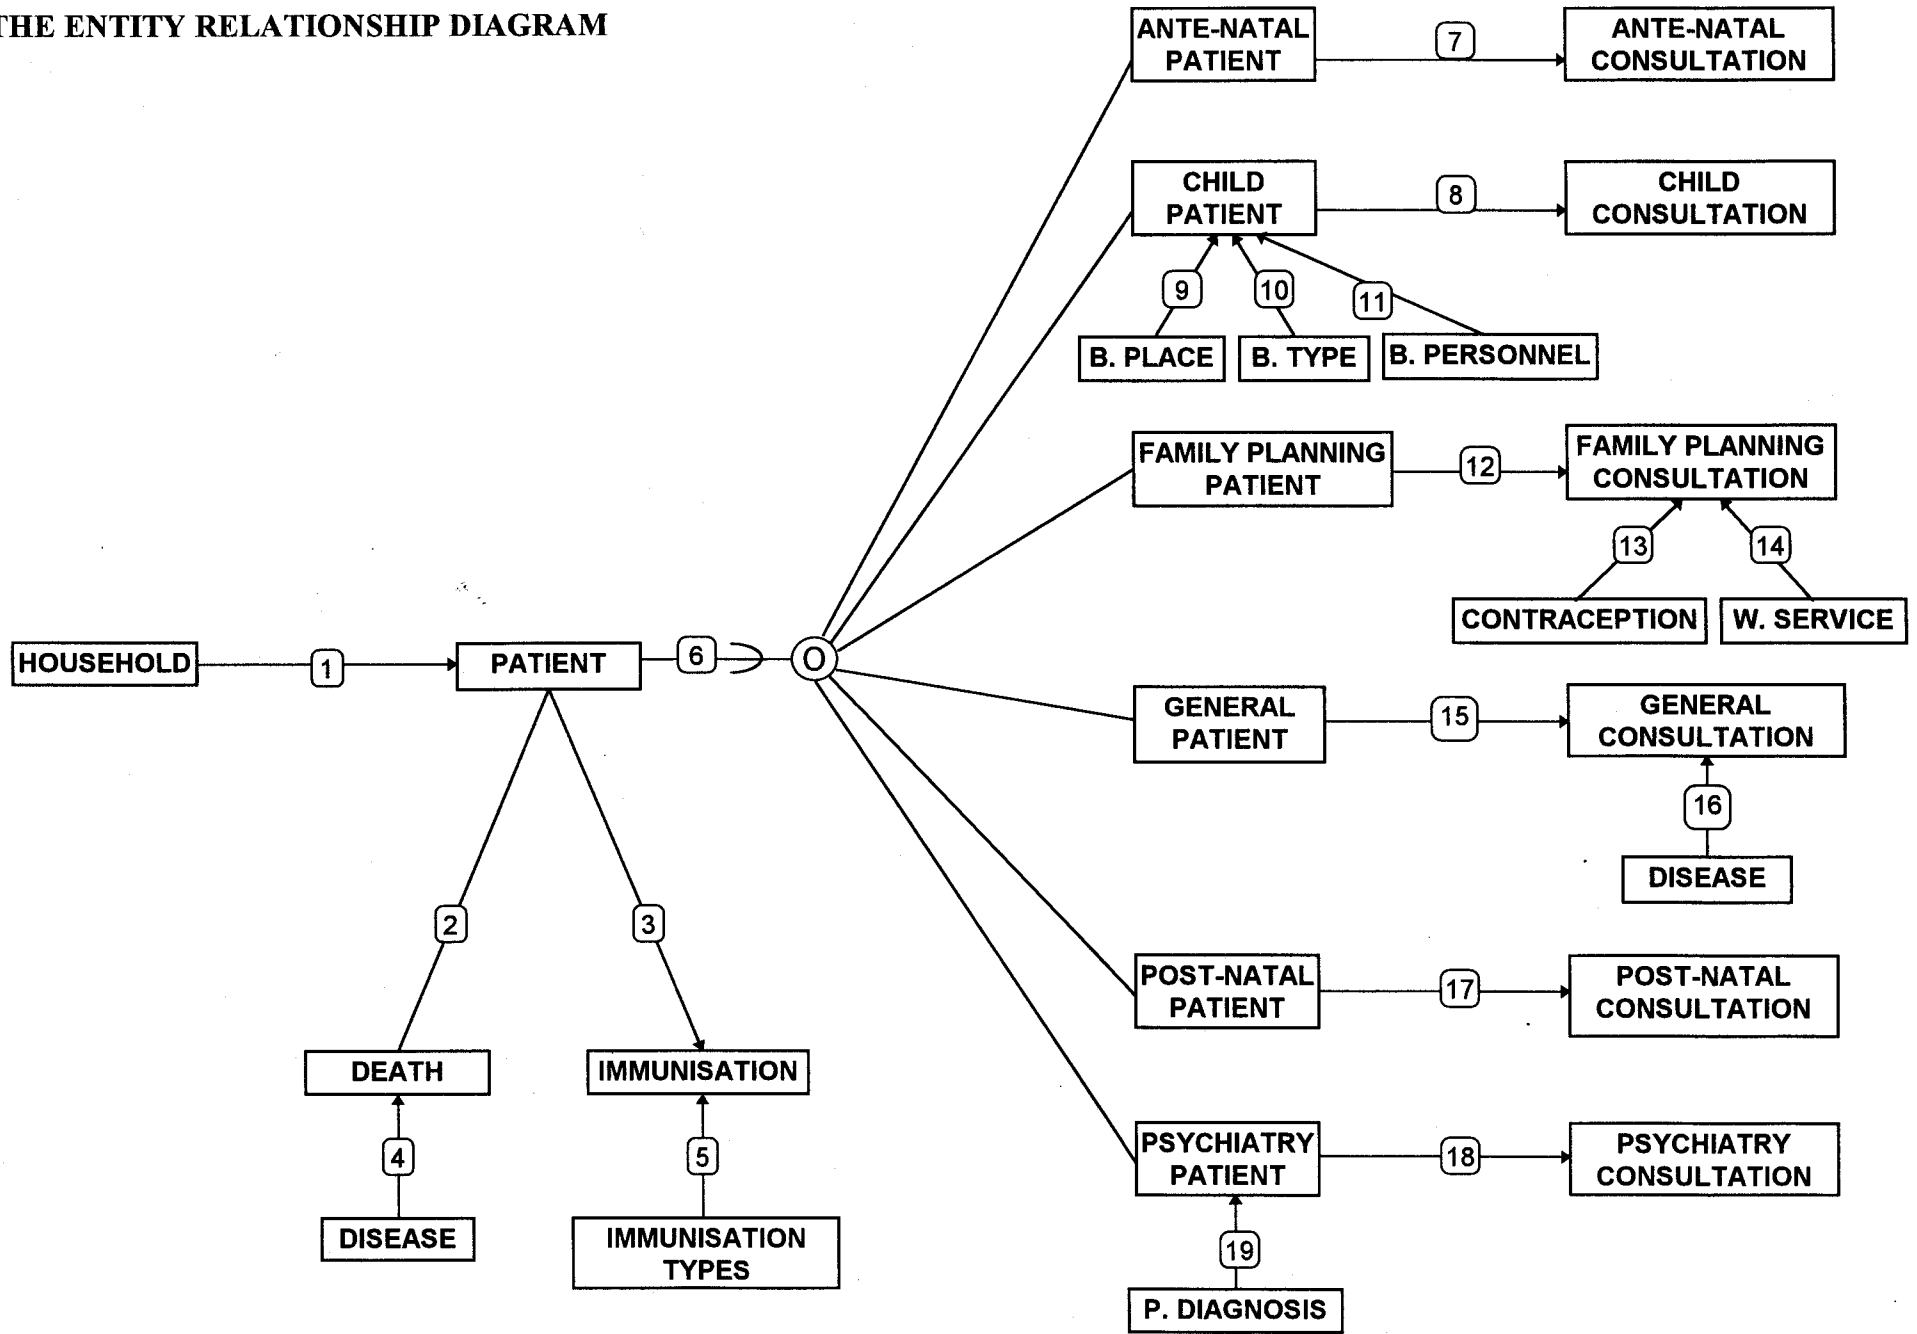 THE ENTITY RELATIONSHIP DIAGRAM
ANTE-NATAL
PATIENT
7
ANTE-NATAL
CONSULTATION
CHILD
PATIENT
8
CHILD
CONSULTATION
9
10
11
B. PLACE
B. TYPE
B. PERSONNEL
FAMILY PLANNING
PATIENT
12
FAMILY PLANNING
CONSULTATION
13
14
CONTRACEPTION
W. SERVICE
HOUSEHOLD
1
PATIENT
6
O
GENERAL
PATIENT
15
GENERAL
CONSULTATION
16
DISEASE
2
3
POST-NATAL
PATIENT
17
POST-NATAL
CONSULTATION
DEATH
IMMUNISATION
4
5
PSYCHIATRY
PATIENT
18
PSYCHIATRY
CONSULTATION
DISEASE
IMMUNISATION
TYPES
19
P. DIAGNOSIS